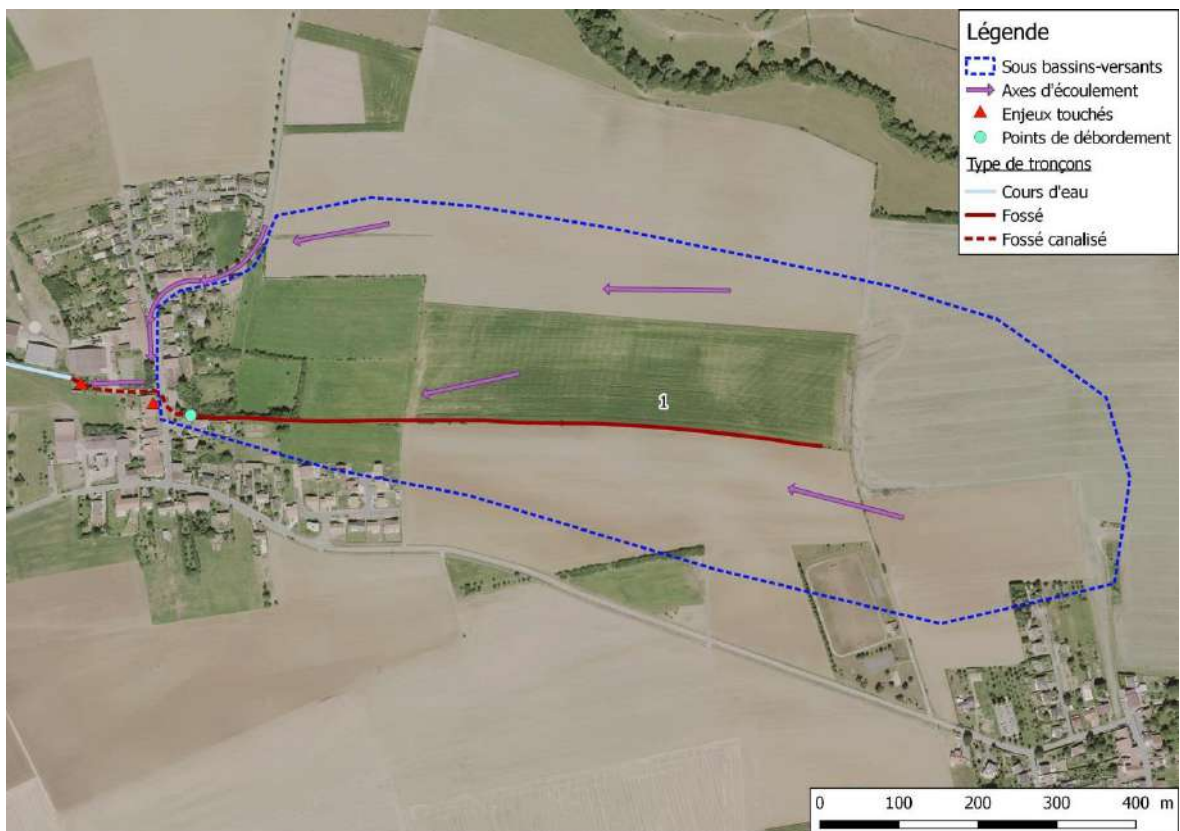 Légende
Sous bassins-versants
Axes d'écoulement
Enjeux touchés
Points de débordement
Type de tronçons
Cours d'eau
Fossé
Fossé canalisé
1
0 100 200 300 400 m